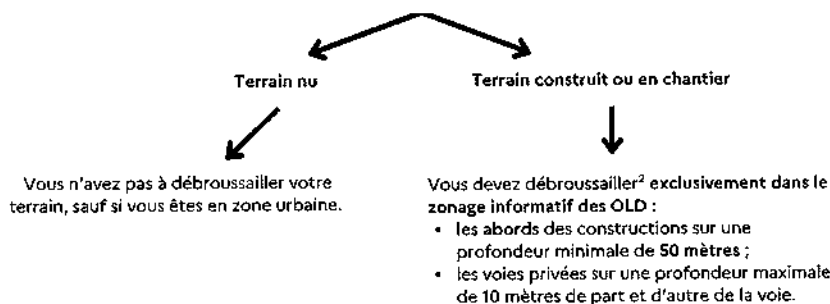 Terrain nu
Terrain construit ou en chantier
Vous n'avez pas à débroussailler votre
terrain, sauf si vous êtes en zone urbaine.
Vous devez débroussailler² exclusivement dans le
zonage informatif des OLD :
• les abords des constructions sur une
profondeur minimale de 50 mètres ;
• les voies privées sur une profondeur maximale
de 10 mètres de part et d'autre de la voie.